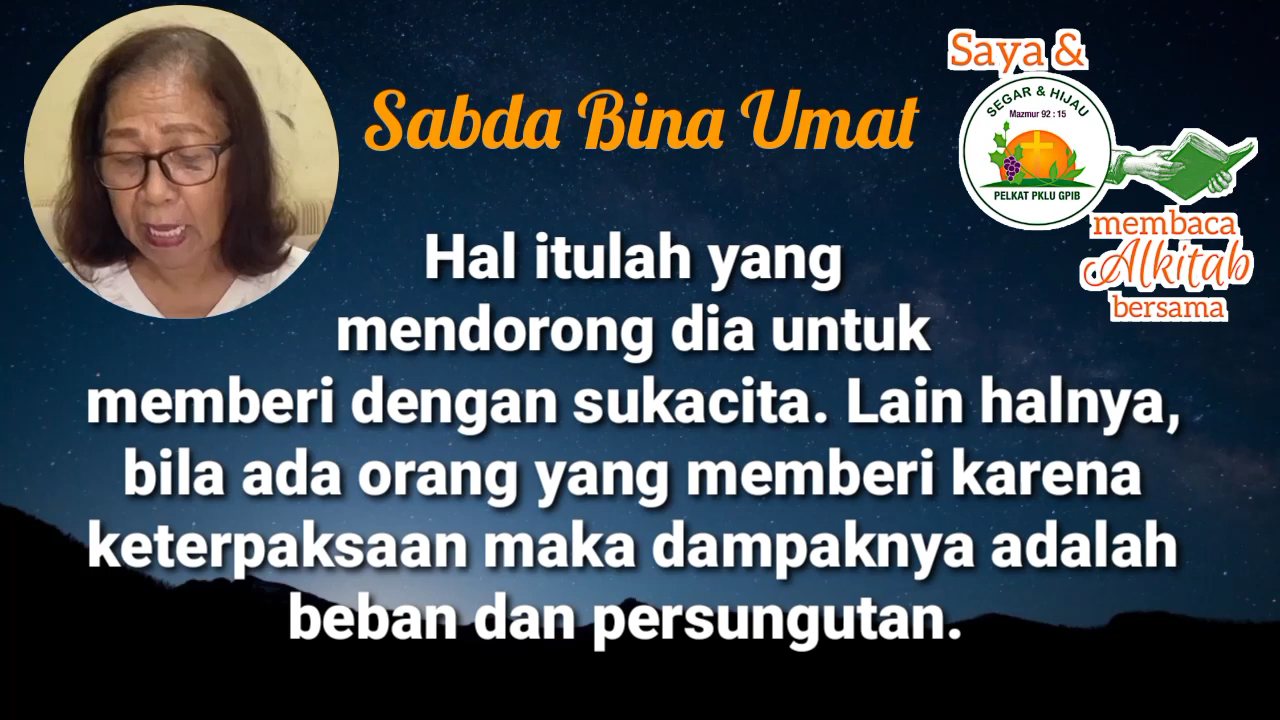 Sabda Bina Umat
Saya &
SEGAR & HIJAU
Mazmur 92 : 15
PELKAT PKLU GPIB
membaca
Alkitab
bersama
Hal itulah yang
mendorong dia untuk
memberi dengan sukacita. Lain halnya,
bila ada orang yang memberi karena
keterpaksaan maka dampaknya adalah
beban dan persungutan.